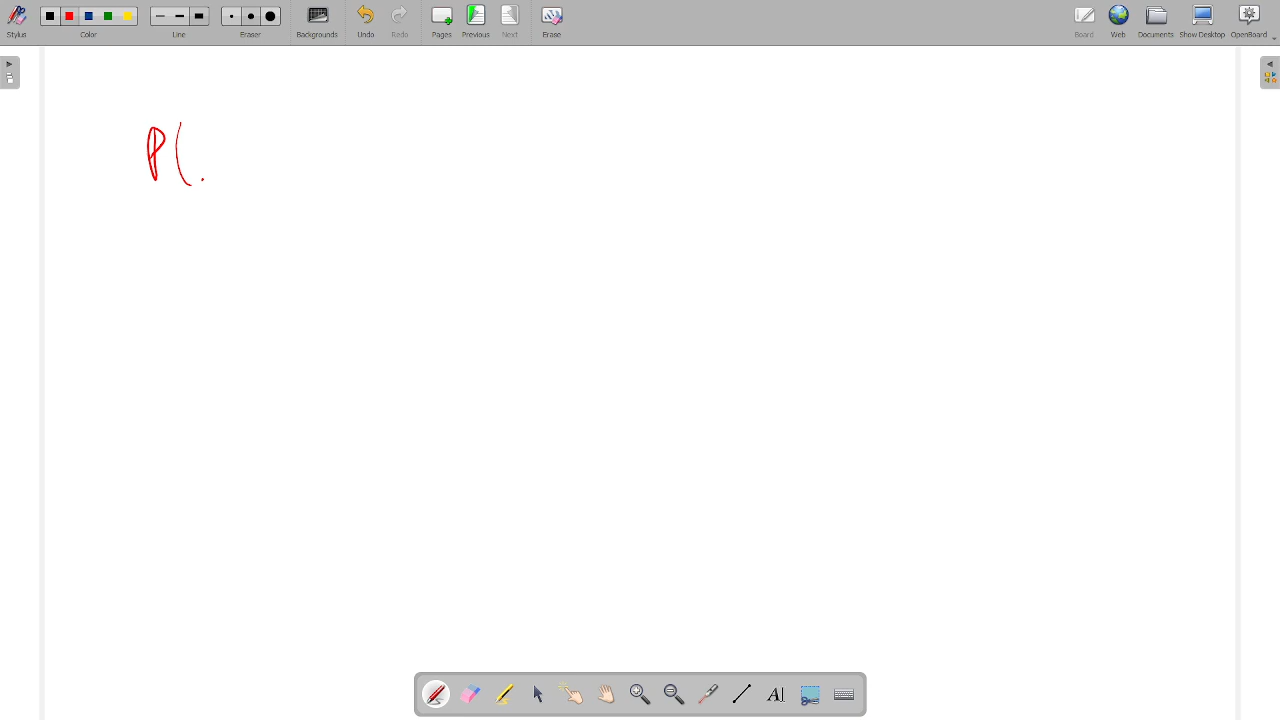 Stylus Color Line Eraser Backgrounds Undo Redo Pages Previous Next Erase Board Web Documents Show Desktop OpenBoard
P(.